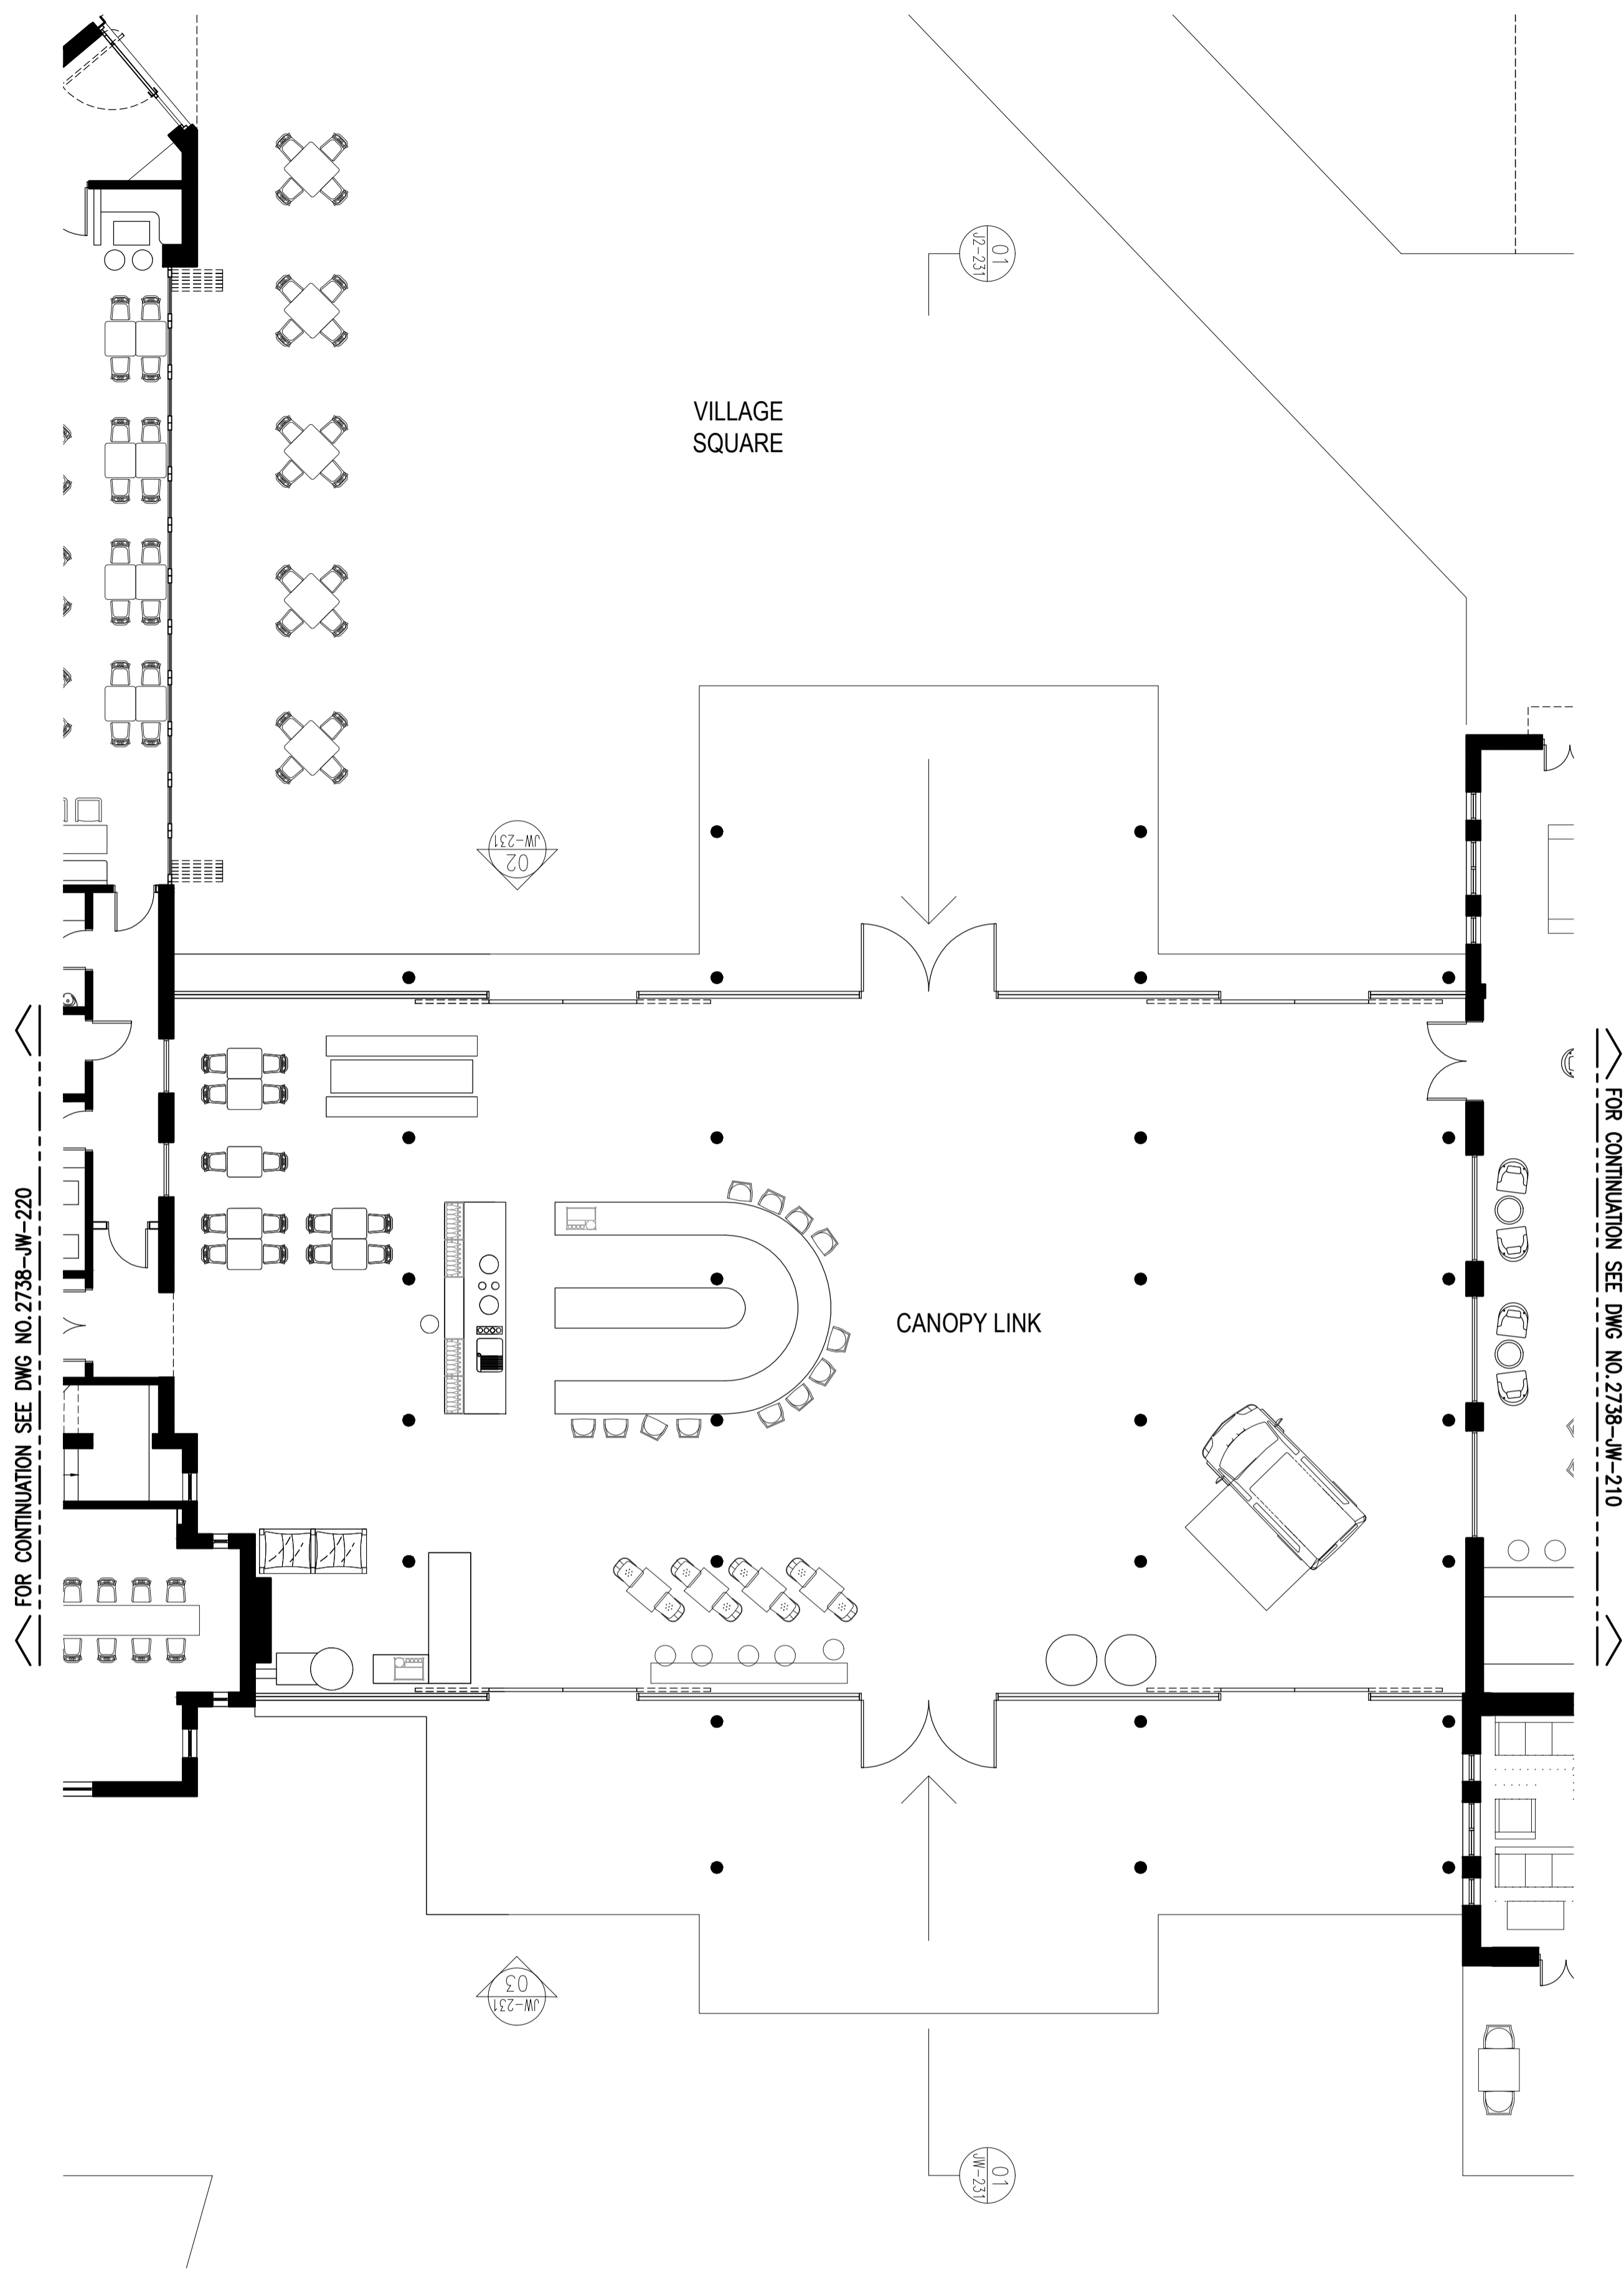 01
J2-231
VILLAGE
SQUARE
02
JW-231
FOR CONTINUATION SEE DWG NO.2738-JW-220
FOR CONTINUATION SEE DWG NO.2738-JW-210
CANOPY LINK
03
JW-231
01
JW-231